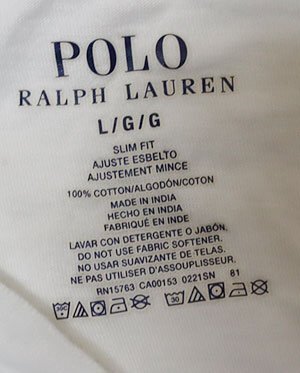 POLO
RALPH LAUREN
L/G/G
SLIM FIT
AJUSTE ESBELTO
AJUSTEMENT MINCE
100% COTTON/ALGODÓN/COTON
MADE IN INDIA
HECHO EN INDIA
FABRIQUÉ EN INDE
LAVAR CON DETERGENTE O JABÓN.
DO NOT USE FABRIC SOFTENER.
NO USAR SUAVIZANTE DE TELAS.
NE PAS UTILISER D'ASSOUPLISSEUR.
RN15763 CA00153 0221SN 81
30C 30